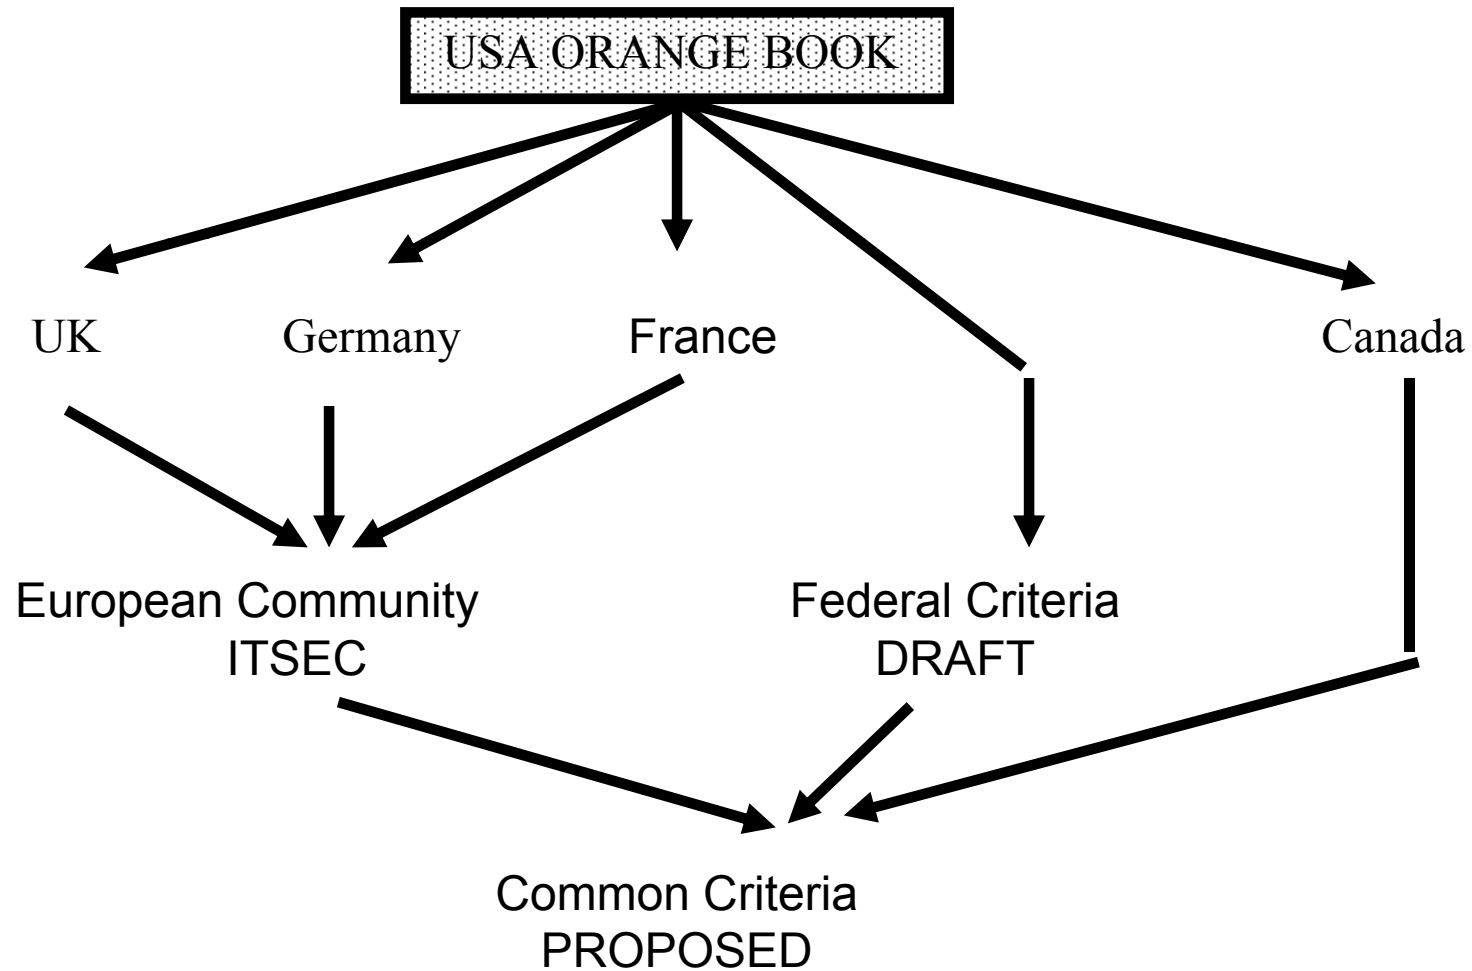 USA ORANGE BOOK
UK
Germany
France
Canada
European Community
ITSEC
Federal Criteria
DRAFT
Common Criteria
PROPOSED